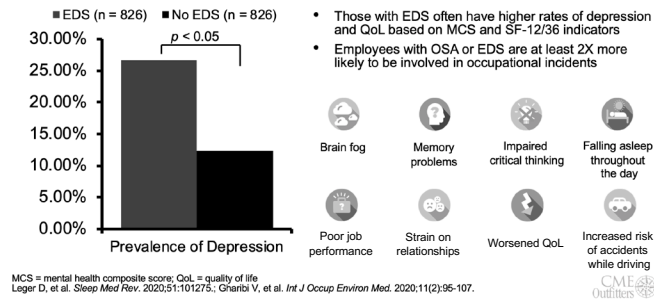 EDS (n = 826) No EDS (n = 826)
30.00%
25.00%
20.00%
15.00%
10.00%
5.00%
0.00%
p < 0.05
Prevalence of Depression
• Those with EDS often have higher rates of depression
and QoL based on MCS and SF-12/36 indicators
• Employees with OSA or EDS are at least 2X more
likely to be involved in occupational incidents
Brain fog
Memory
problems
Impaired
critical thinking
Falling asleep
throughout
the day
Poor job
performance
Strain on
relationships
Worsened QoL
Increased risk
of accidents
while driving
MCS = mental health composite score; QoL = quality of life
Leger D, et al. Sleep Med Rev. 2020;51:101275.; Gharibi V, et al. Int J Occup Environ Med. 2020;11(2):95-107.
CME
Outfitters